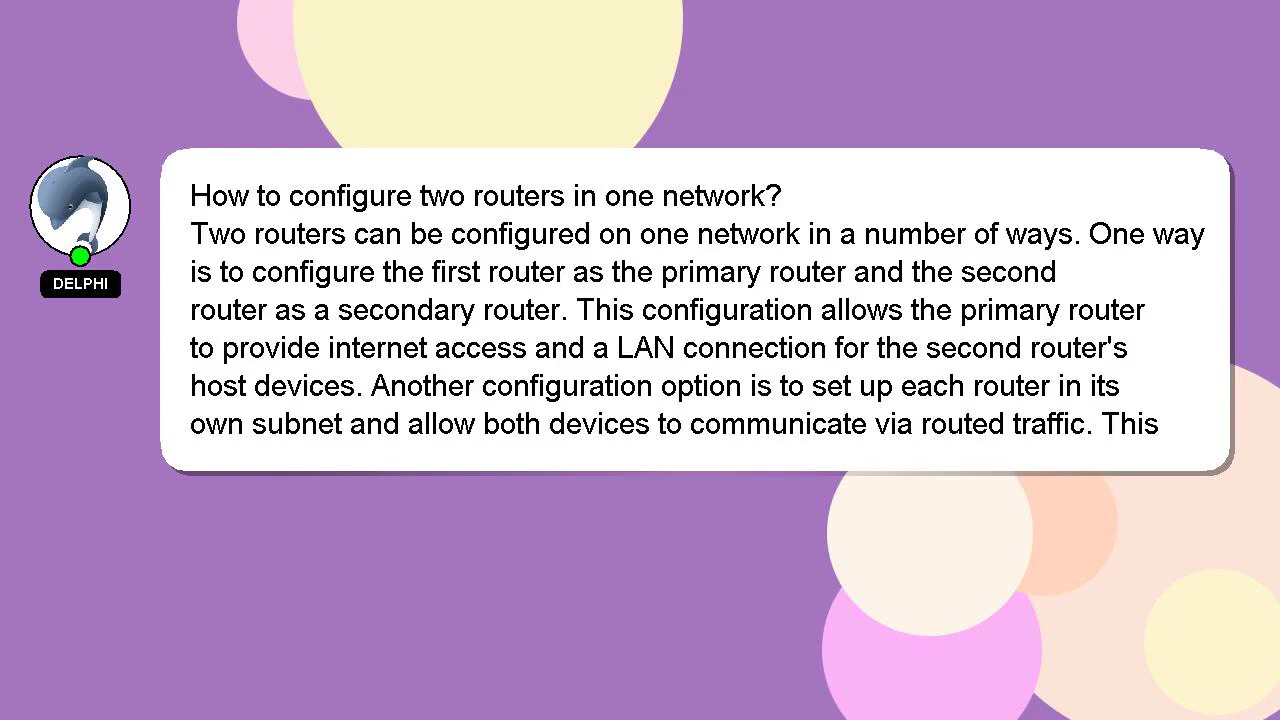 DELPHI
How to configure two routers in one network?
Two routers can be configured on one network in a number of ways. One way
is to configure the first router as the primary router and the second
router as a secondary router. This configuration allows the primary router
to provide internet access and a LAN connection for the second router's
host devices. Another configuration option is to set up each router in its
own subnet and allow both devices to communicate via routed traffic. This